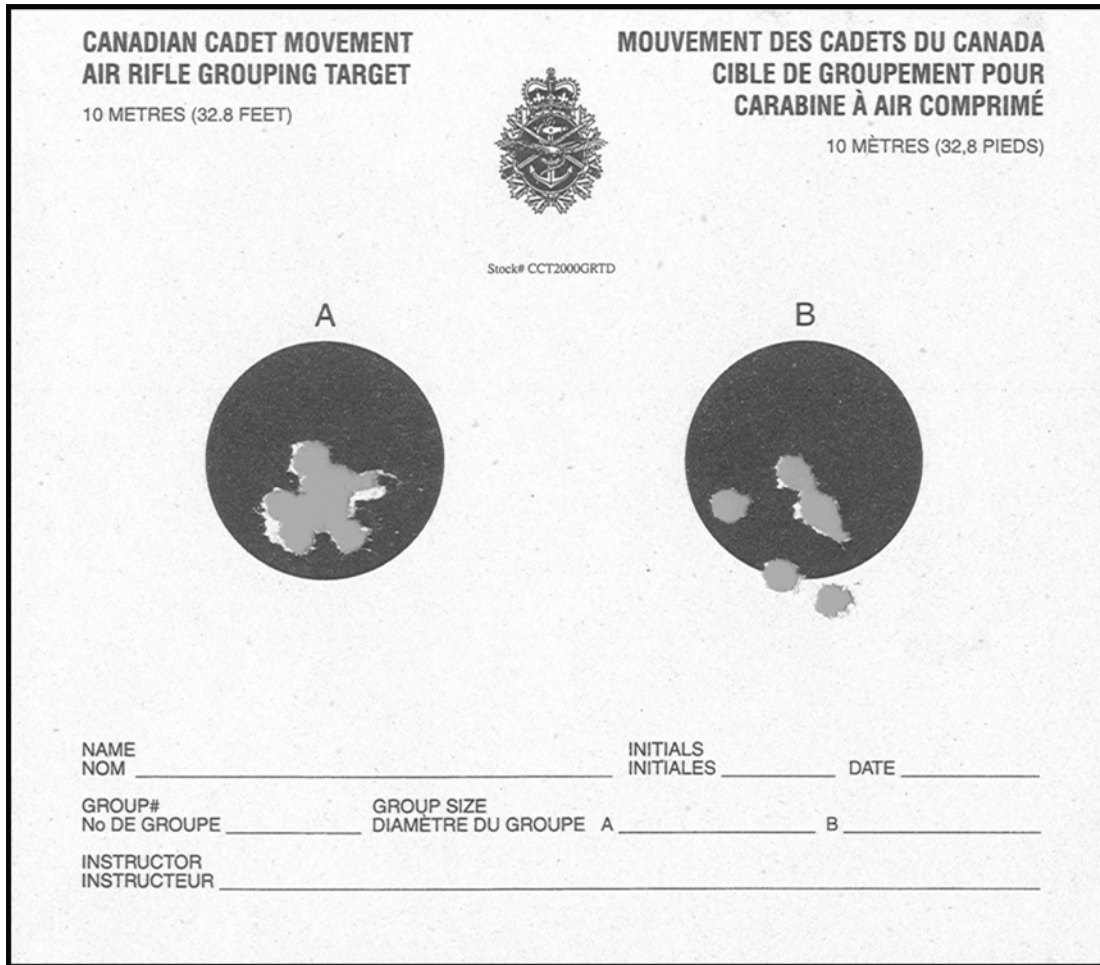 CANADIAN CADET MOVEMENT
AIR RIFLE GROUPING TARGET
10 METRES (32.8 FEET)
MOUVEMENT DES CADETS DU CANADA
CIBLE DE GROUPEMENT POUR
CARABINE À AIR COMPRIMÉ
10 MÈTRES (32,8 PIEDS)
Stock# CCT2000GRTD
A
B
NAME
NOM
INITIALS
INITIALES
DATE
GROUP#
No DE GROUPE
GROUP SIZE
DIAMÈTRE DU GROUPE A
B
INSTRUCTOR
INSTRUCTEUR